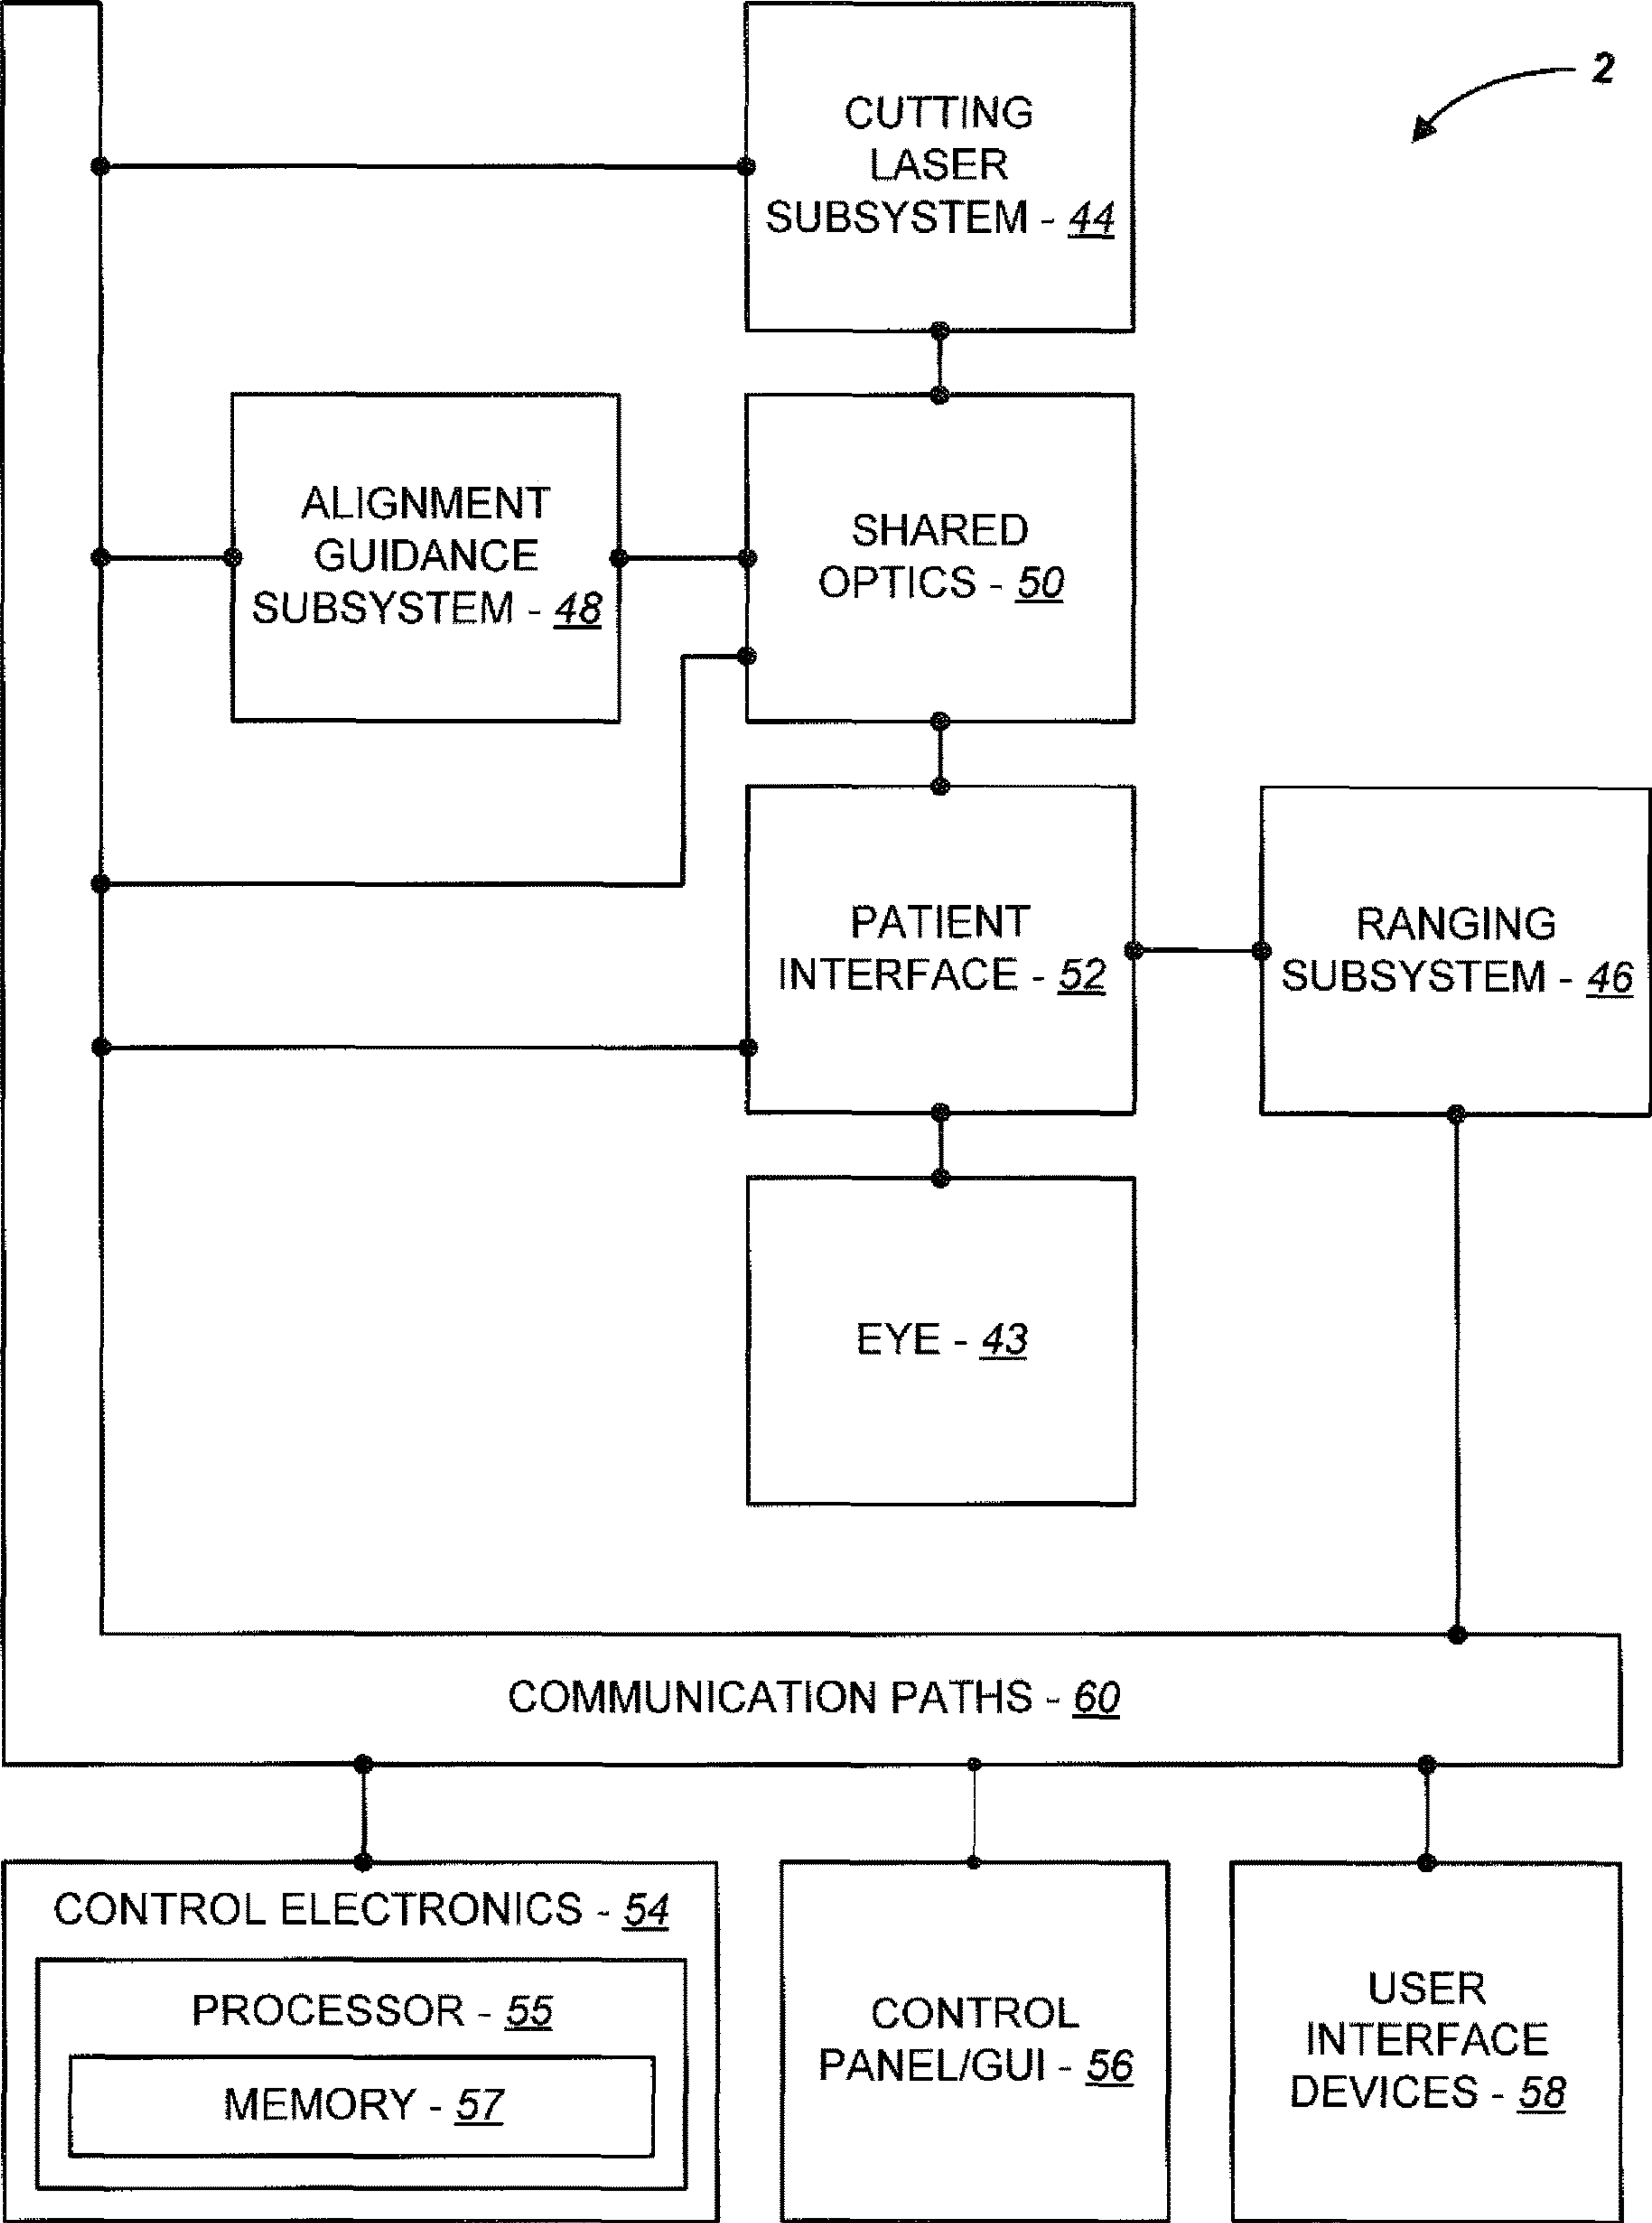 2
CUTTING
LASER
SUBSYSTEM - 44
ALIGNMENT
GUIDANCE
SUBSYSTEM - 48
SHARED
OPTICS - 50
PATIENT
INTERFACE - 52
RANGING
SUBSYSTEM - 46
EYE - 43
COMMUNICATION PATHS - 60
CONTROL ELECTRONICS - 54
PROCESSOR - 55
MEMORY - 57
CONTROL
PANEL/GUI - 56
USER
INTERFACE
DEVICES - 58